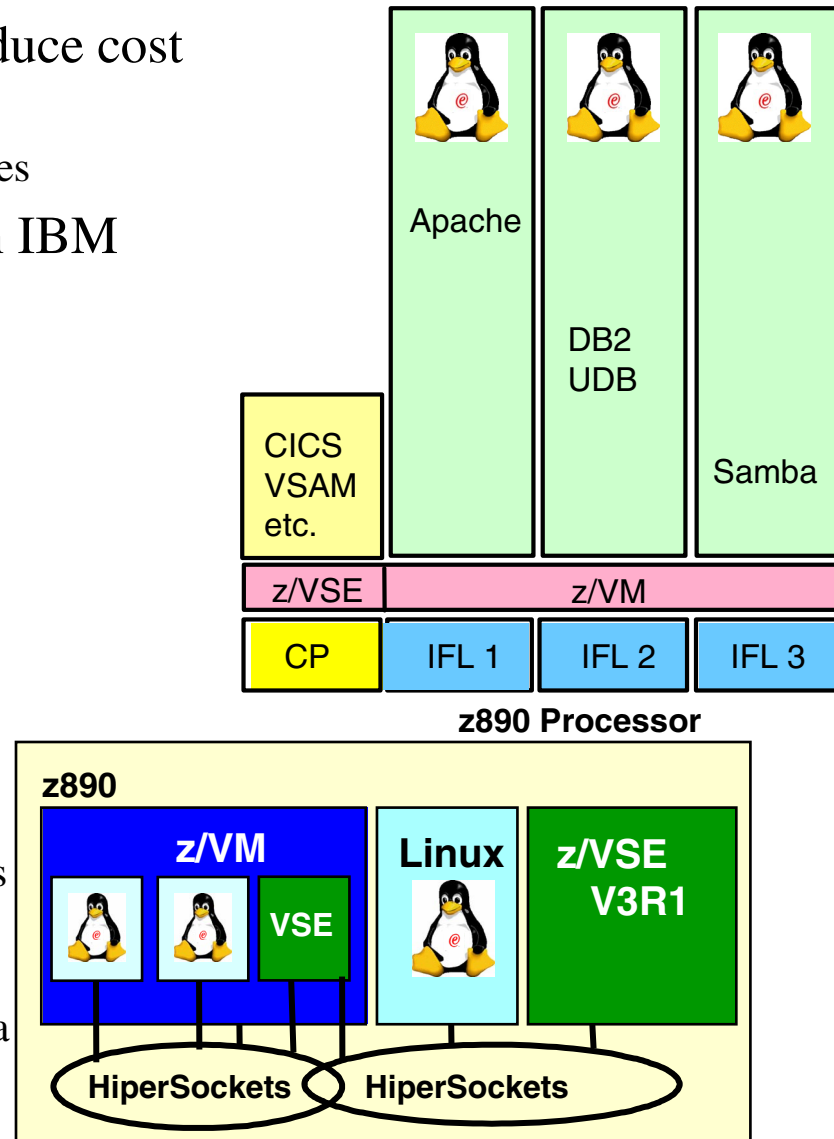 duce cost
es
IBM
Apache
DB2
UDB
Samba
CICS
VSAM
etc.
z/VSE
z/VM
CP
IFL 1
IFL 2
IFL 3
z890 Processor
z890
z/VM
Linux
z/VSE
V3R1
VSE
s
a
HiperSockets
HiperSockets